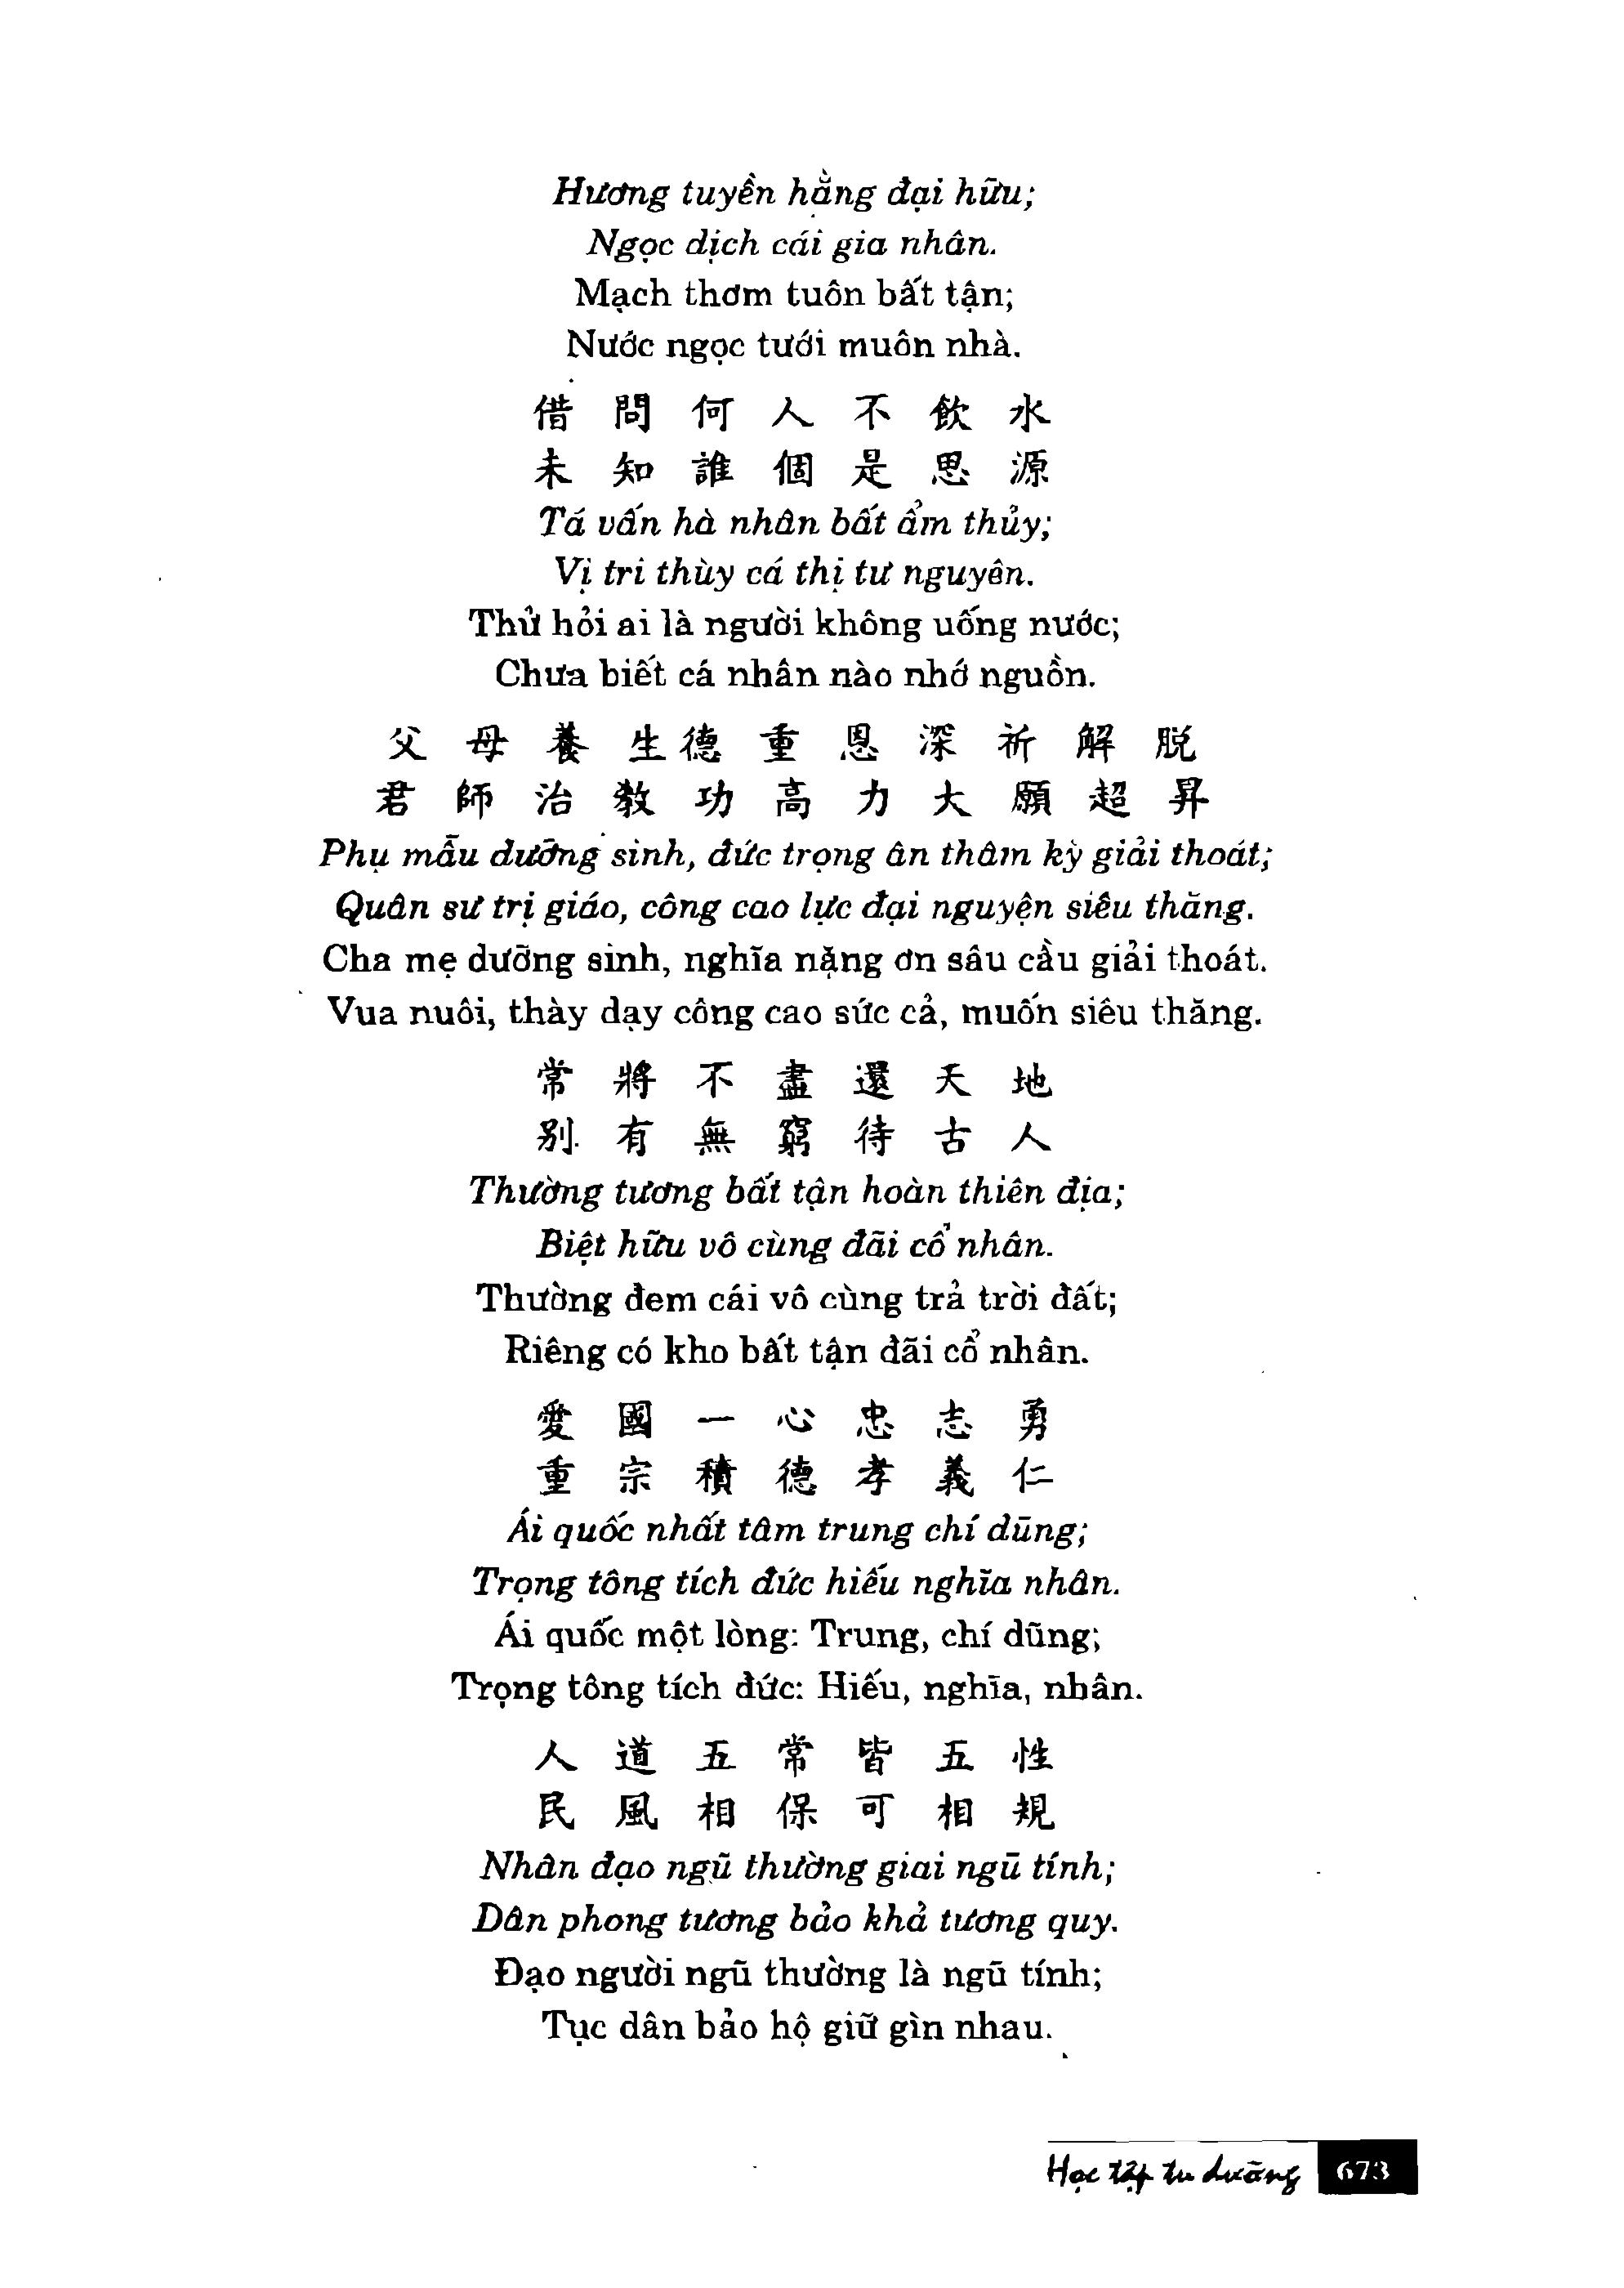 Hương tuyền hằng đại hữu;
Ngọc dịch cái gia nhân.
Mạch thơm tuôn bất tận;
Nước ngọc tưới muôn nhà.
借 問 何 人 不 飲 水
未 知 誰 個 是 思 源
Tá vấn hà nhân bất ẩm thủy;
Vị tri thùy cá thị tư nguyên.
Thử hỏi ai là người không uống nước;
Chưa biết cá nhân nào nhớ nguồn.
父 母 養 生 德 重 恩 深 祈 解 脱
君 師 治 教 功 高 力 大 願 超 昇
Phụ mẫu dưỡng sinh, đức trọng ân thâm kỳ giải thoát;
Quân sư trị giáo, công cao lực đại nguyện siêu thăng.
Cha mẹ dưỡng sinh, nghĩa nặng ơn sâu cầu giải thoát.
Vua nuôi, thày dạy công cao sức cả, muốn siêu thăng.
常 將 不 盡 還 天 地
別 有 無 窮 待 古 人
Thường tương bất tận hoàn thiên địa;
Biệt hữu vô cùng đãi cổ nhân.
Thường đem cái vô cùng trả trời đất;
Riêng có kho bất tận đãi cổ nhân.
愛 國 一 心 忠 志 勇
重 宗 積 德 孝 義 仁
Ái quốc nhất tâm trung chí dũng;
Trọng tông tích đức hiếu nghĩa nhân.
Ái quốc một lòng: Trung, chí dũng;
Trọng tông tích đức: Hiếu, nghĩa, nhân.
人 道 五 常 皆 五 性
民 風 相 保 可 相 規
Nhân đạo ngũ thường giai ngũ tính;
Dân phong tương bảo khả tương quy.
Đạo người ngũ thường là ngũ tính;
Tục dân bảo hộ giữ gìn nhau.
Học tập tu dưỡng 673